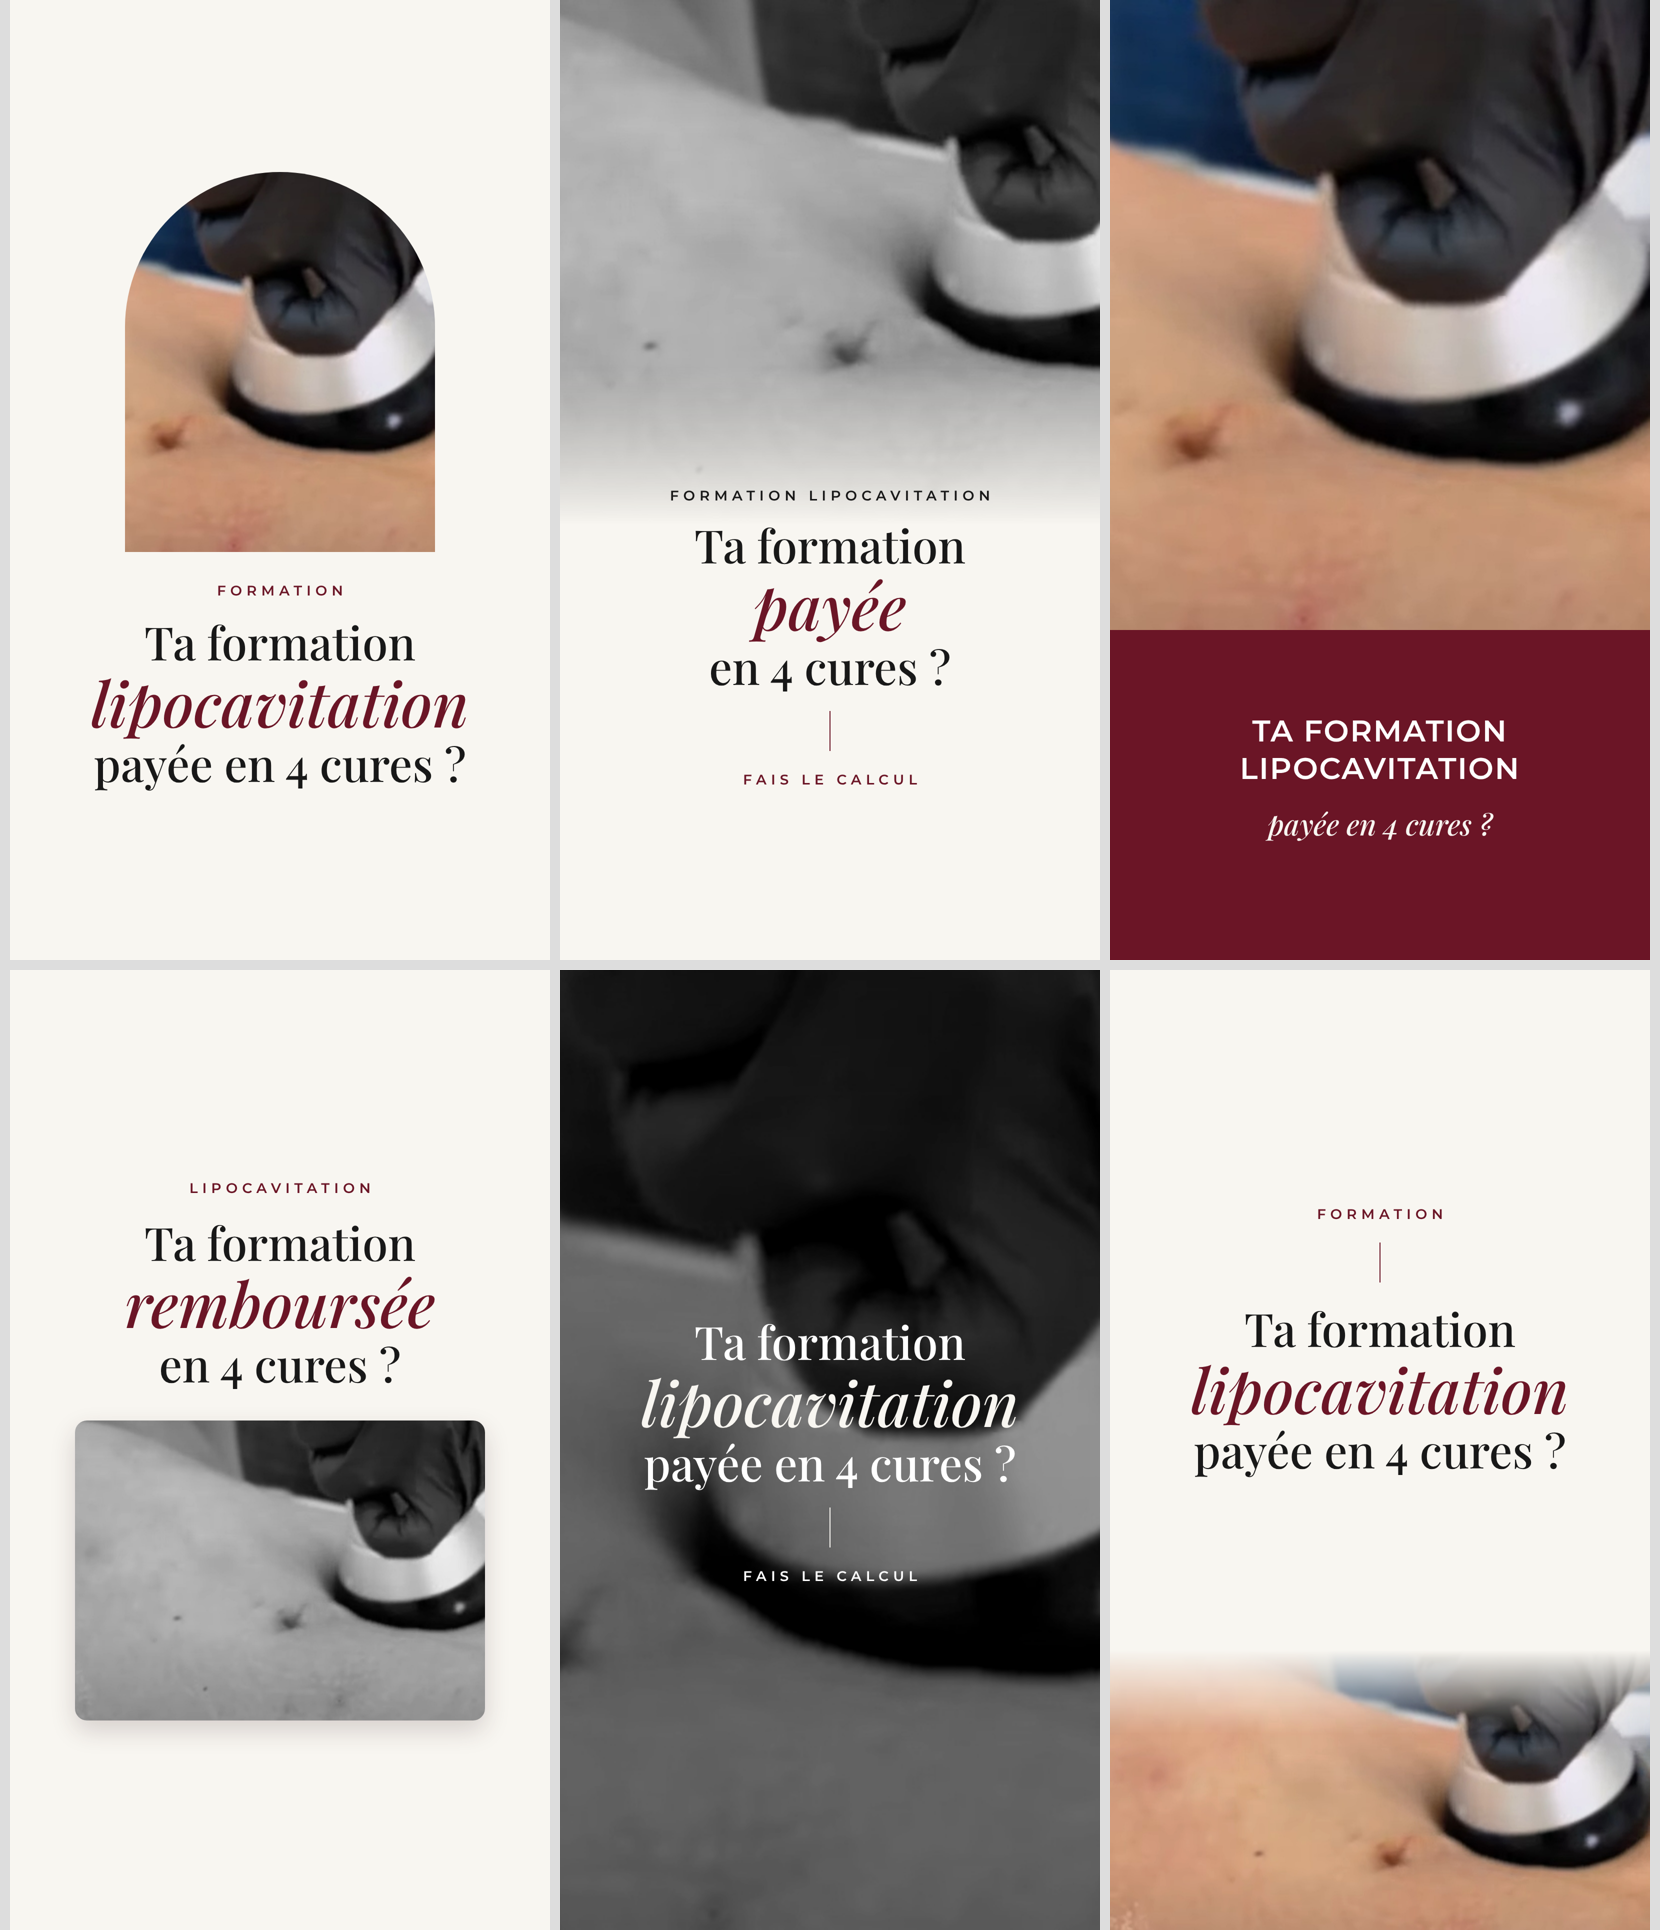 FORMATION
Ta formation
lipocavitation
payée en 4 cures ?
FORMATION LIPOCAVITATION
Ta formation
payée
en 4 cures ?
FAIS LE CALCUL
TA FORMATION
LIPOCAVITATION
payée en 4 cures ?
LIPOCAVITATION
Ta formation
remboursée
en 4 cures ?
Ta formation
lipocavitation
payée en 4 cures ?
FAIS LE CALCUL
FORMATION
Ta formation
lipocavitation
payée en 4 cures ?